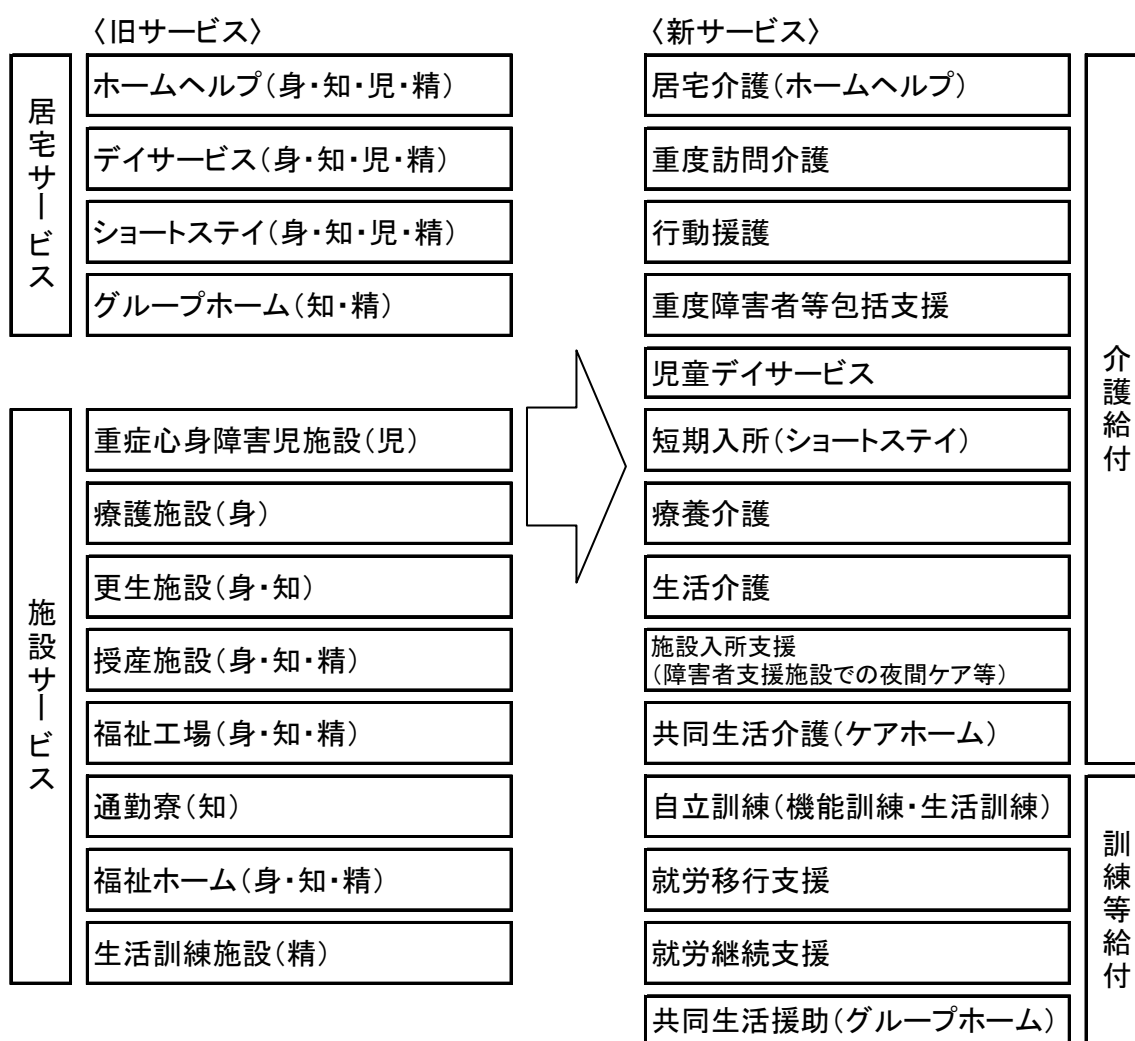 〈旧サービス〉
居宅サービス
ホームヘルプ(身・知・児・精)
デイサービス(身・知・児・精)
ショートステイ(身・知・児・精)
グループホーム(知・精)
施設サービス
重症心身障害児施設(児)
療護施設(身)
更生施設(身・知)
授産施設(身・知・精)
福祉工場(身・知・精)
通勤寮(知)
福祉ホーム(身・知・精)
生活訓練施設(精)
〈新サービス〉
居宅介護(ホームヘルプ)
重度訪問介護
行動援護
重度障害者等包括支援
児童デイサービス
短期入所(ショートステイ)
療養介護
生活介護
施設入所支援
(障害者支援施設での夜間ケア等)
共同生活介護(ケアホーム)
介護給付
自立訓練(機能訓練・生活訓練)
就労移行支援
就労継続支援
共同生活援助(グループホーム)
訓練等給付